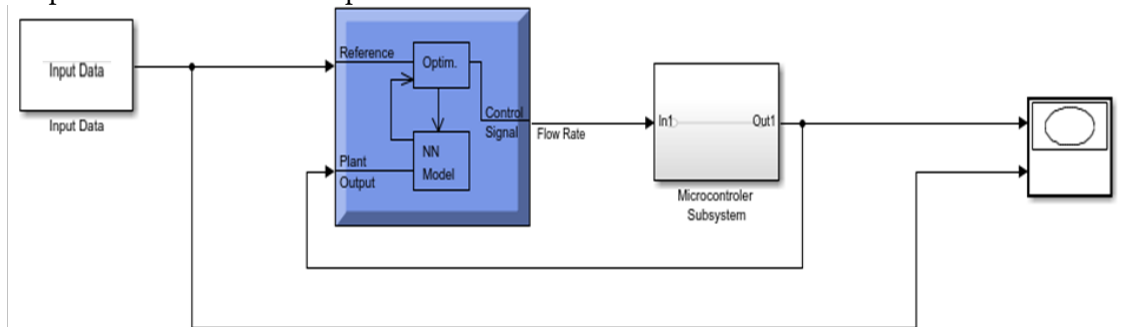 Input Data
Input Data
Reference
Optim.
Control
Signal
NN
Model
Plant
Output
Flow Rate
In1
Out1
Microcontroler
Subsystem